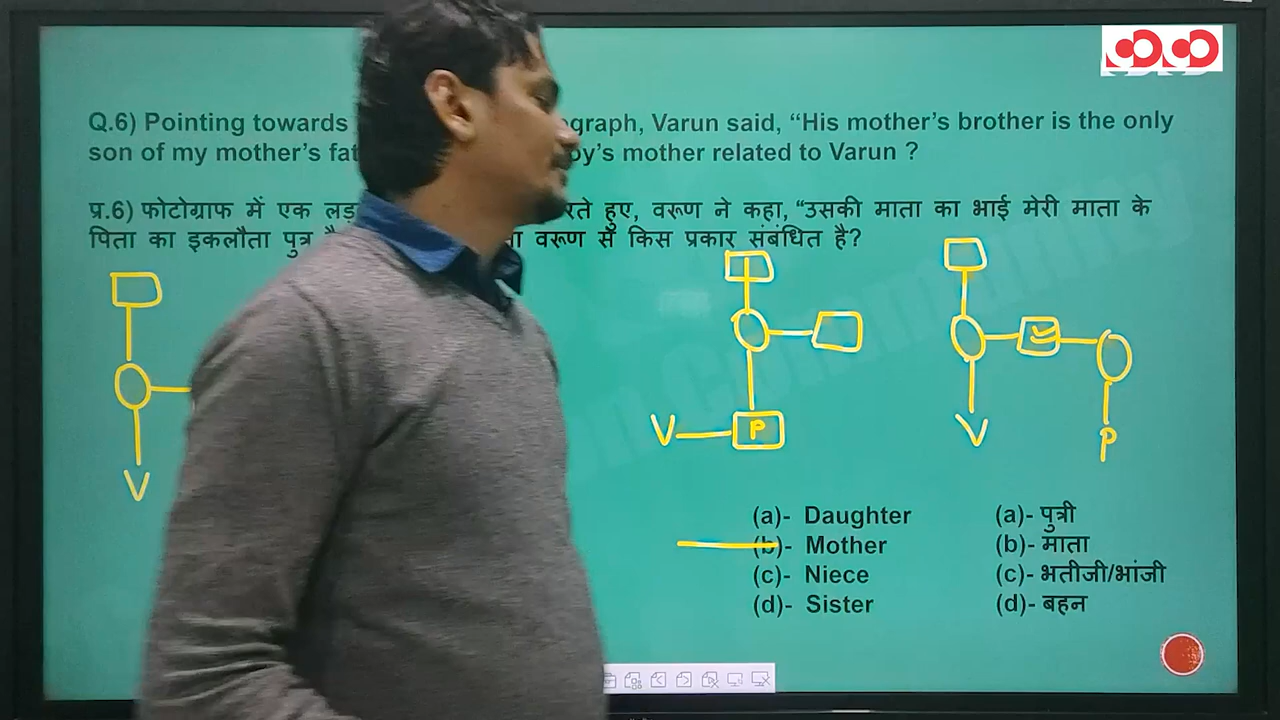 Q.6) Pointing towards ograph, Varun said, “His mother’s brother is the only
son of my mother’s fat oy’s mother related to Varun ?
प्र.6) फोटोग्राफ में एक लड़ रते हुए, वरूण ने कहा, “उसकी माता का भाई मेरी माता के
पिता का इकलौता पुत्र वरूण से किस प्रकार संबंधित है?
V
V P
V
P
(a)- Daughter (a)- पुत्री
(b)- Mother (b)- माता
(c)- Niece (c)- भतीजी/भांजी
(d)- Sister (d)- बहन